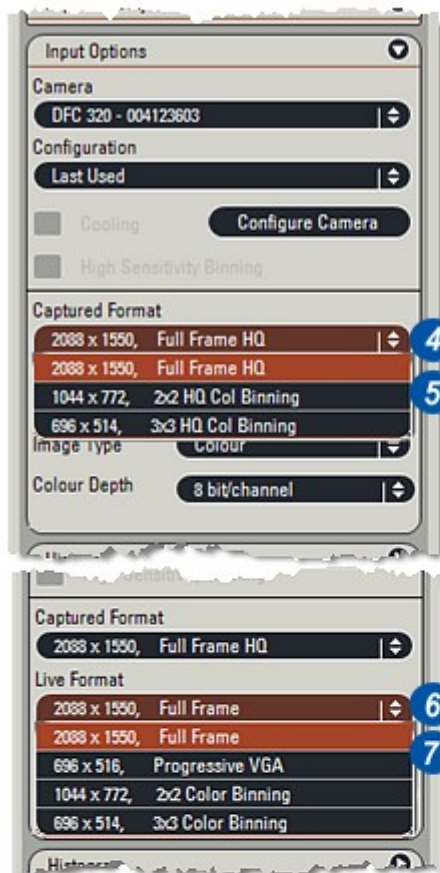 Input Options
Camera
DFC 320 - 004123603
Configuration
Last Used
Cooling
Configure Camera
High Sensitivity Binning
Captured Format
2088 x 1550, Full Frame HQ
4
2088 x 1550, Full Frame HQ
1044 x 772, 2x2 HQ Col Binning
5
696 x 514, 3x3 HQ Col Binning
Image Type Colour
Colour Depth 8 bit/channel
Captured Format
2088 x 1550, Full Frame HQ
Live Format
2088 x 1550, Full Frame
6
2088 x 1550, Full Frame
7
696 x 516, Progressive VGA
1044 x 772, 2x2 Color Binning
696 x 514, 3x3 Color Binning